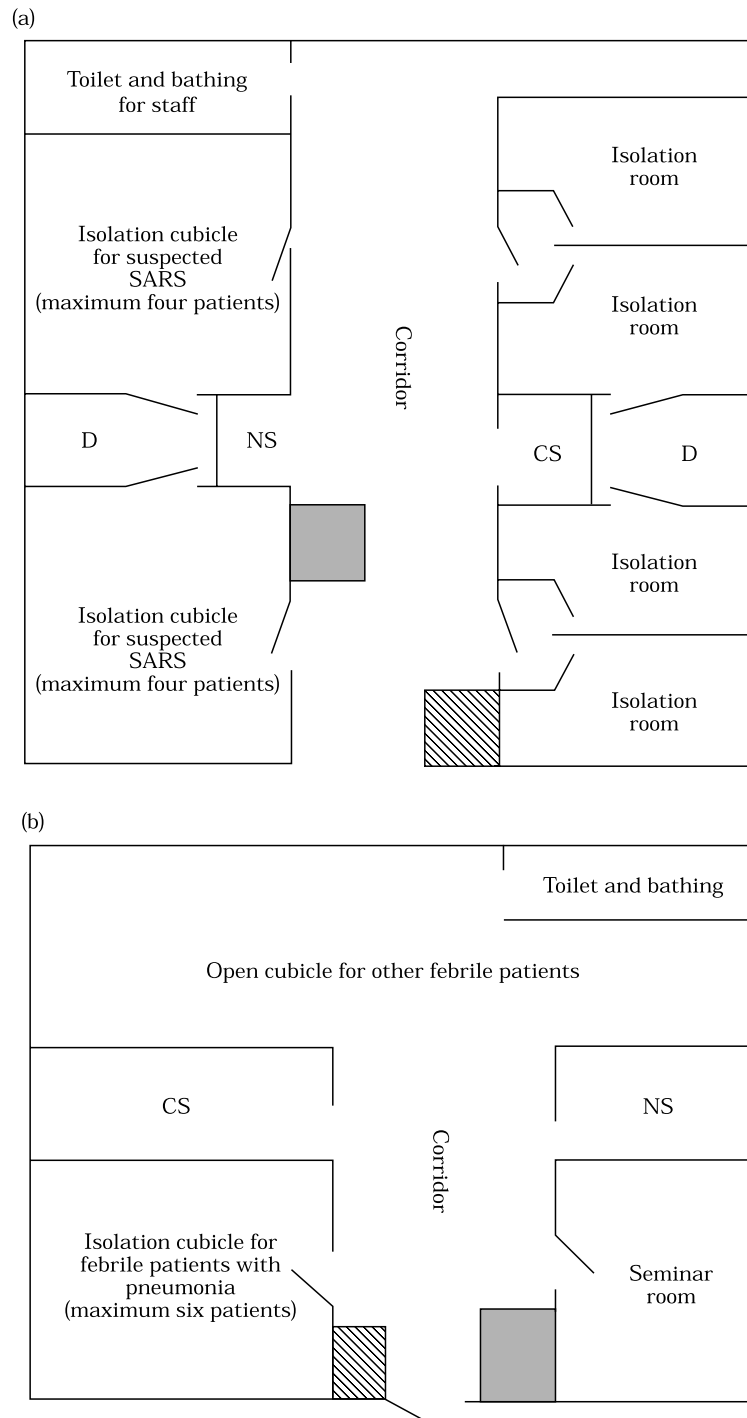 (a)
Toilet and bathing
for staff
Isolation
room
Isolation cubicle
for suspected
SARS
(maximum four patients)
Isolation
room
Corridor
D
NS
CS
D
Isolation
room
Isolation cubicle
for suspected
SARS
(maximum four patients)
Isolation
room
(b)
Toilet and bathing
Open cubicle for other febrile patients
CS
NS
Corridor
Isolation cubicle for
febrile patients with
pneumonia
(maximum six patients)
Seminar
room